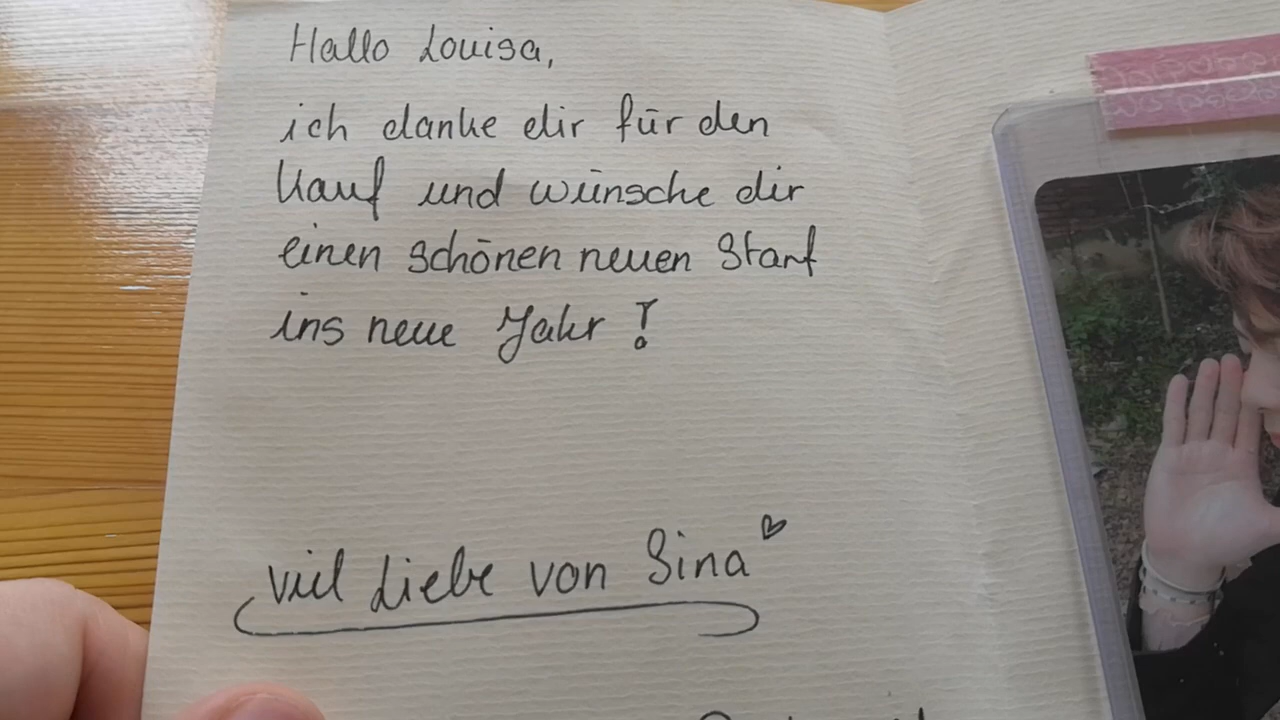 Hallo Louisa,
ich danke dir für den
Kauf und wünsche dir
einen schönen neuen Start
ins neue Jahr!
viel Liebe von Sina ♡